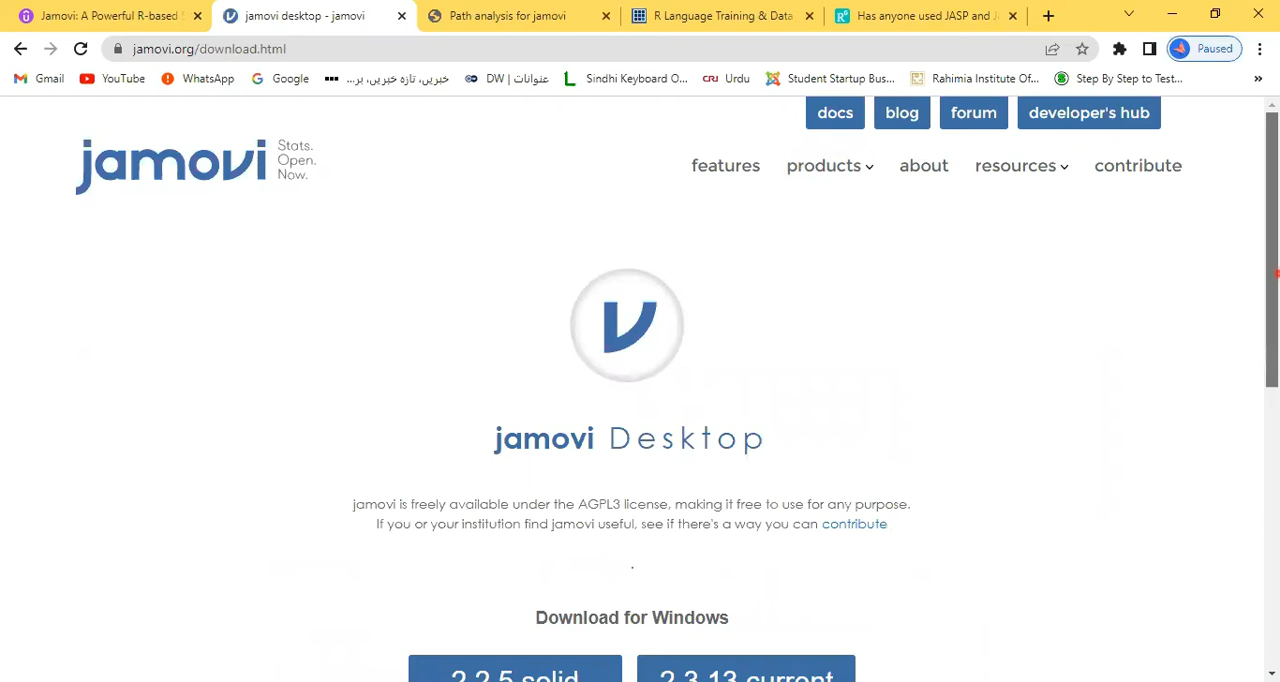 Jamovi: A Powerful R-based
jamovi desktop - jamovi
Path analysis for jamovi
R Language Training & Data
Has anyone used JASP and J
jamovi.org/download.html
Paused
Gmail
YouTube
WhatsApp
Google
خبریں، تازہ خبریں، بر...
DW | عنوانات
Sindhi Keyboard O...
CRI Urdu
Student Startup Bus...
Rahimia Institute Of...
Step By Step to Test...
»
docs
blog
forum
developer's hub
jamovi
Stats.
Open.
Now.
features
products
about
resources
contribute
jamovi Desktop
jamovi is freely available under the AGPL3 license, making it free to use for any purpose.
If you or your institution find jamovi useful, see if there's a way you can contribute
.
Download for Windows
2.2.5 solid
2.3.13 current